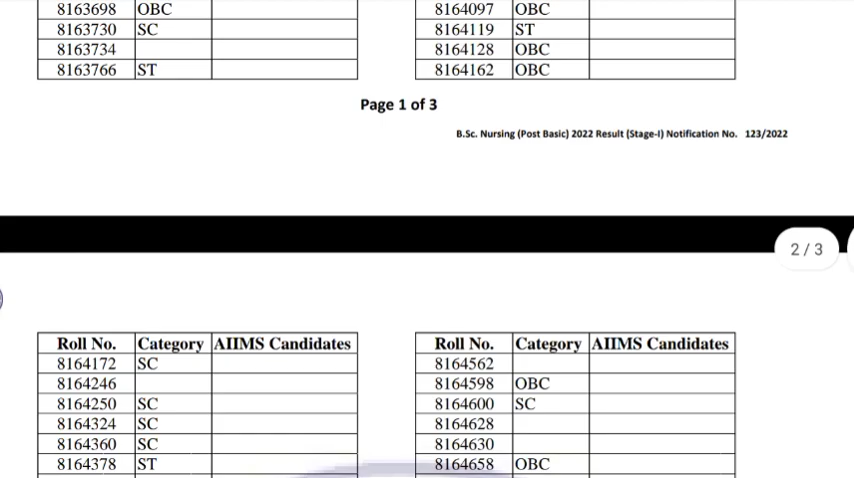 8163698 OBC 8164097 OBC
8163730 SC 8164119 ST
8163734 8164128 OBC
8163766 ST 8164162 OBC
Page 1 of 3
B.Sc. Nursing (Post Basic) 2022 Result (Stage-I) Notification No. 123/2022
2 / 3
Roll No. Category AIIMS Candidates Roll No. Category AIIMS Candidates
8164172 SC 8164562
8164246 8164598 OBC
8164250 SC 8164600 SC
8164324 SC 8164628
8164360 SC 8164630
8164378 ST 8164658 OBC